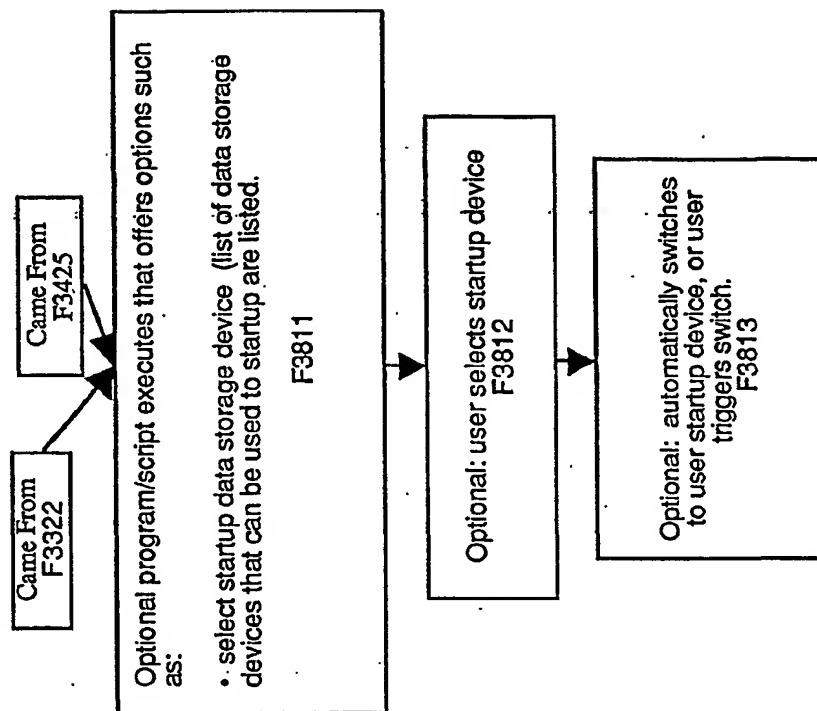 Came From
F3322
Came From
F3425
Optional program/script executes that offers options such
as:
• select startup data storage device (list of data storage
devices that can be used to startup are listed.
F3811
Optional: user selects startup device
F3812
Optional: automatically switches
to user startup device, or user
triggers switch.
F3813